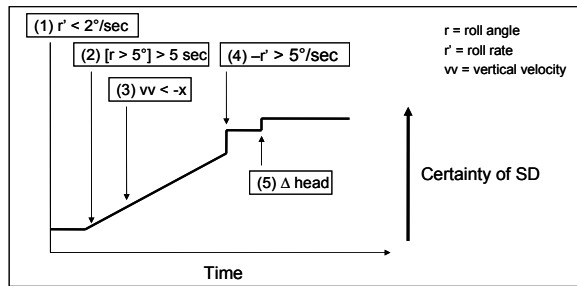 (1) r' < 2°/sec
(2) [r > 5°] > 5 sec
(3) vv < -x
(4) –r' > 5°/sec
(5) Δ head
r = roll angle
r' = roll rate
vv = vertical velocity
Certainty of SD
Time